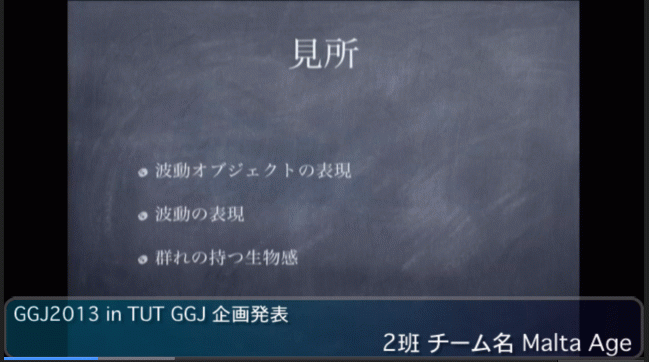 見所
波動オブジェクトの表現
波動の表現
群れの持つ生物感
GGJ2013 in TUT GGJ 企画発表
2班 チーム名 Malta Age